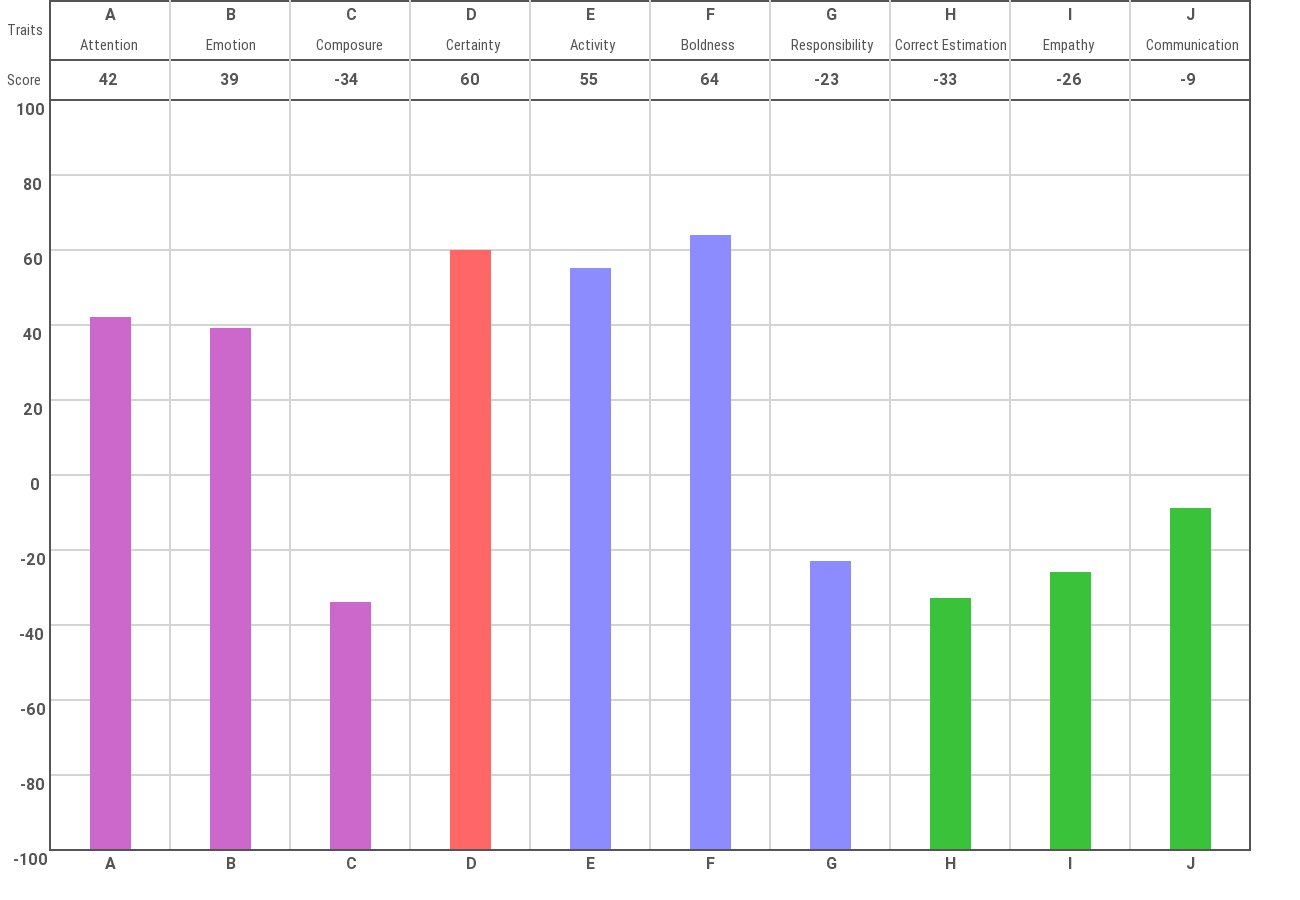 A B C D E F G H I J
Traits
Attention Emotion Composure Certainty Activity Boldness Responsibility Correct Estimation Empathy Communication
Score 42 39 -34 60 55 64 -23 -33 -26 -9
100
80
60
40
20
0
-20
-40
-60
-80
-100
A B C D E F G H I J